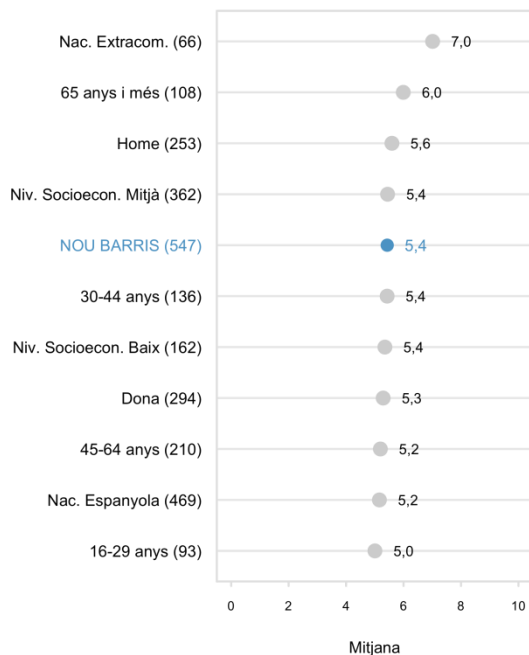 Nac. Extracom. (66) 7,0
65 anys i més (108) 6,0
Home (253) 5,6
Niv. Socioecon. Mitjà (362) 5,4
NOU BARRIS (547) 5,4
30-44 anys (136) 5,4
Niv. Socioecon. Baix (162) 5,4
Dona (294) 5,3
45-64 anys (210) 5,2
Nac. Espanyola (469) 5,2
16-29 anys (93) 5,0
0 2 4 6 8 10
Mitjana